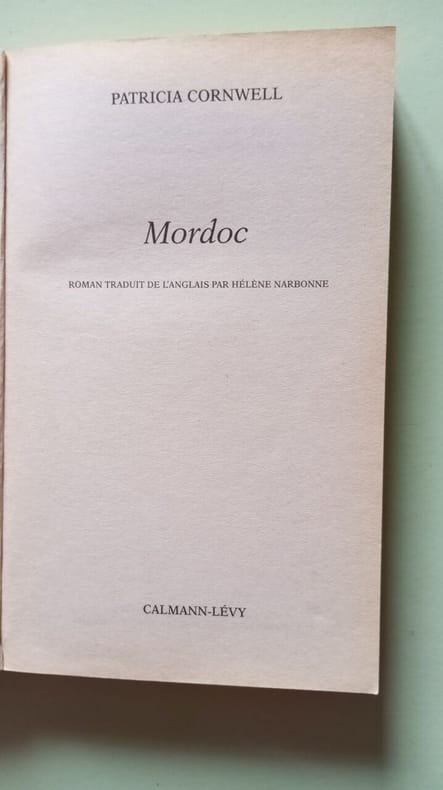 PATRICIA CORNWELL
Mordoc
ROMAN TRADUIT DE L'ANGLAIS PAR HÉLÈNE NARBONNE
CALMANN-LÉVY